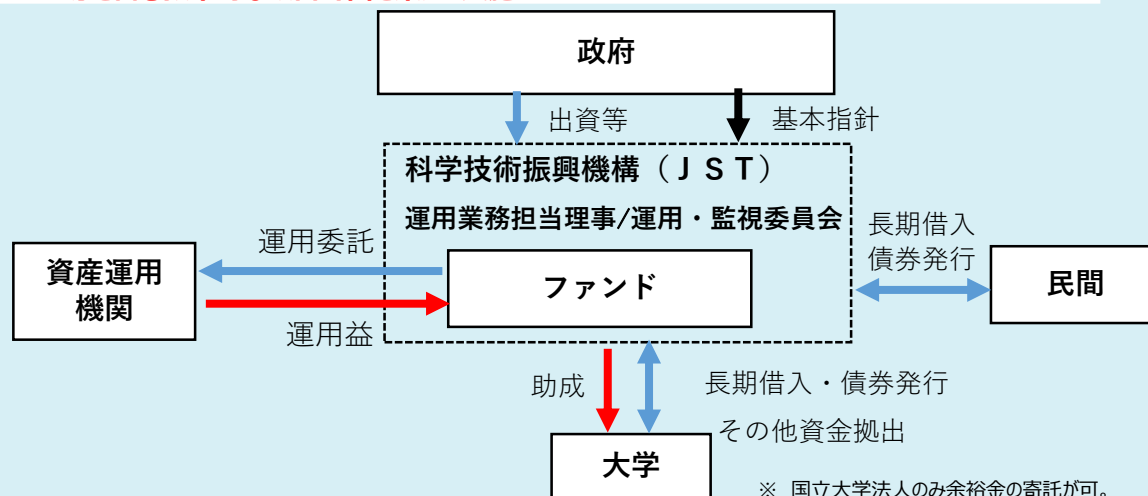 政府
出資等
基本指針
科学技術振興機構（ＪＳＴ）
運用業務担当理事/運用・監視委員会
長期借入
債券発行
運用委託
資産運用
機関
ファンド
民間
運用益
助成
長期借入・債券発行
その他資金拠出
大学
※ 国立大学法人のみ余裕金の寄託が可。